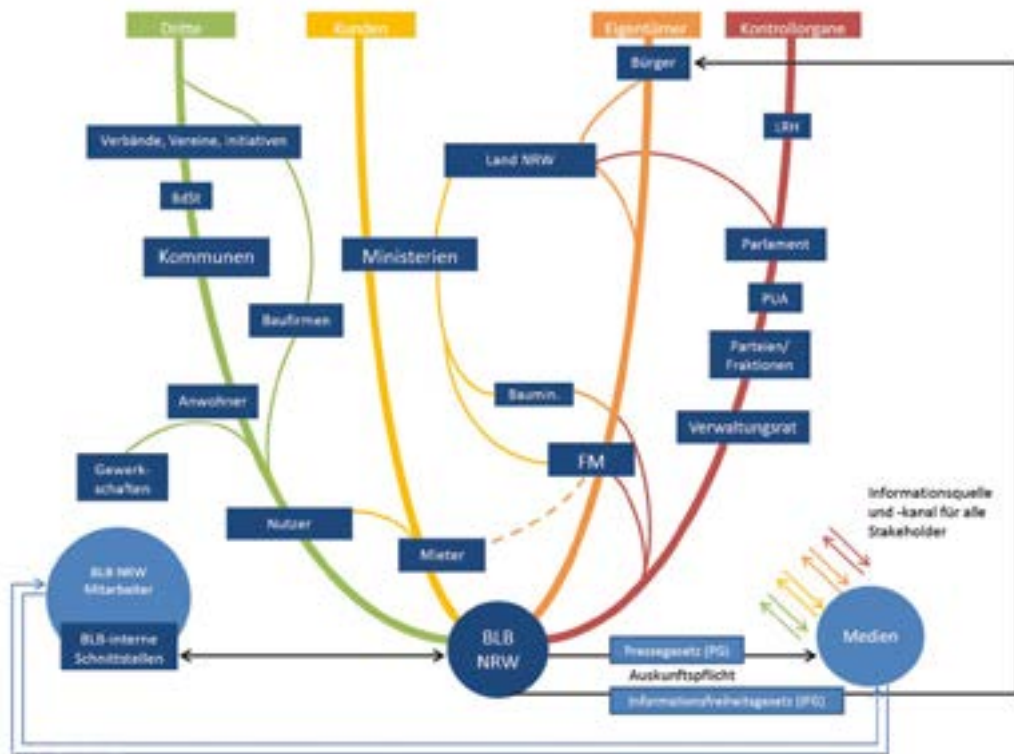 Dritte
Kunden
Eigentümer
Kontrollorgane
Bürger
LRH
Verbände, Vereine, Initiativen
Land NRW
BdSt
Kommunen
Ministerien
Parlament
PUA
Baufirmen
Parteien/
Fraktionen
Anwohner
Baumin.
Verwaltungsrat
FM
Gewerk-
schaften
Informationsquelle
und -kanal für alle
Stakeholder
Nutzer
Mieter
BLB NRW
Mitarbeiter
BLB-interne
Schnittstellen
BLB
NRW
Pressegesetz (PG)
Medien
Auskunftspflicht
Informationsfreiheitsgesetz (IFG)